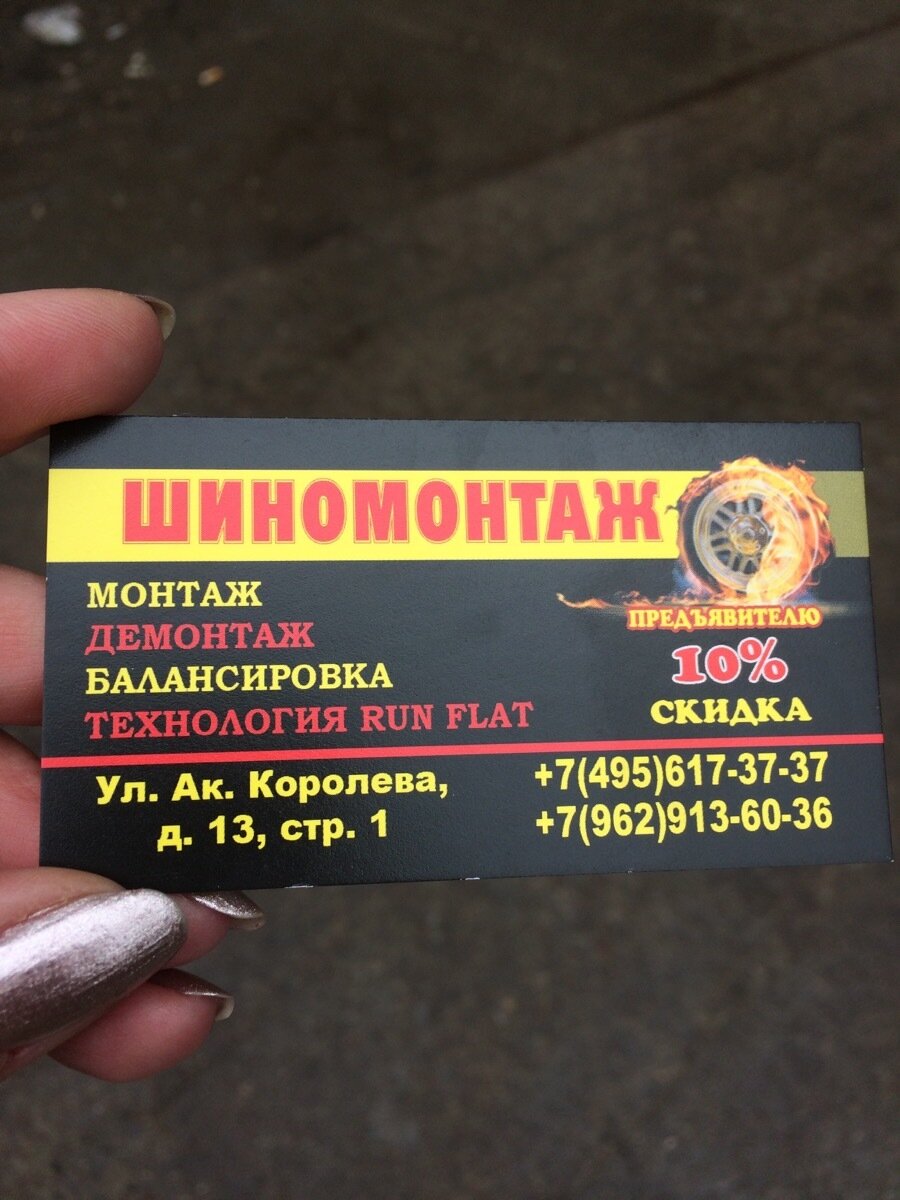 ШИНОМОНТАЖ
МОНТАЖ
ДЕМОНТАЖ
БАЛАНСИРОВКА
ТЕХНОЛОГИЯ RUN FLAT
ПРЕДЪЯВИТЕЛЮ
10%
СКИДКА
Ул. Ак. Королева,
д. 13, стр. 1
+7(495)617-37-37
+7(962)913-60-36